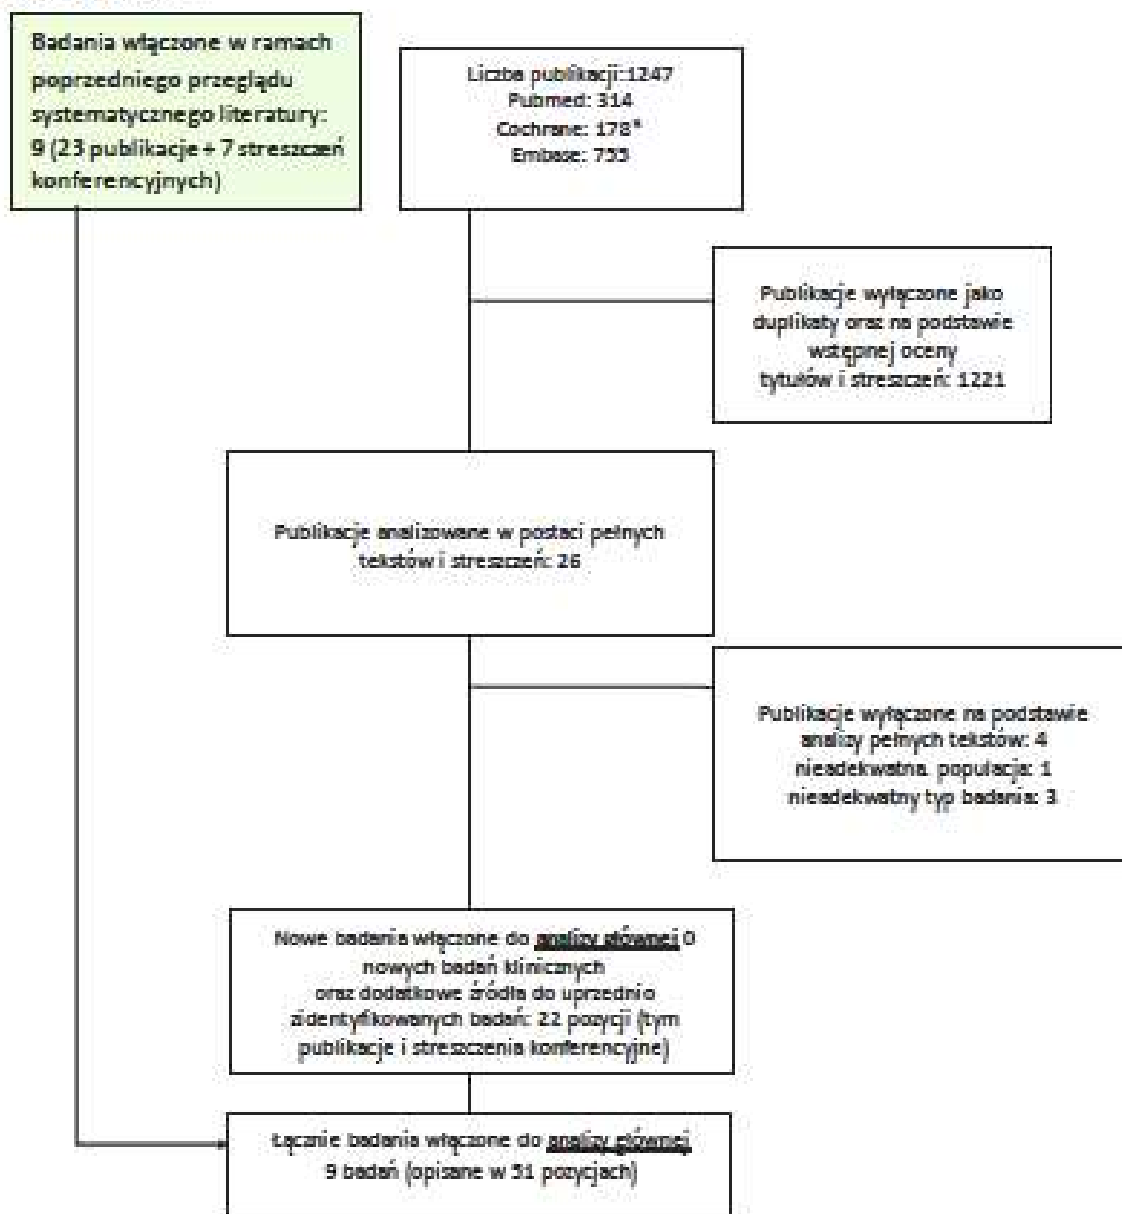 Badania włączone w ramach
poprzedniego przeglądu
systematycznego literatury:
9 (23 publikacje + 7 streszczeń
konferencyjnych)
Liczba publikacji:1247
Pubmed: 314
Cochrane: 178*
Embase: 755
Publikacje wyłączone jako
duplikaty oraz na podstawie
wstępnej oceny
tytułów i streszczeń: 1221
Publikacje analizowane w postaci pełnych
tekstów i streszczeń: 26
Publikacje wyłączone na podstawie
analizy pełnych tekstów: 4
nieadekwatna populacja: 1
nieadekwatny typ badania: 3
Nowe badania włączone do analizy głównej 0
nowych badań klinicznych
oraz dodatkowe źródła do uprzednio
zidentyfikowanych badań: 22 pozycji (tym
publikacje i streszczenia konferencyjne)
Łącznie badania włączone do analizy głównej
9 badań (opisane w 51 pozycjach)